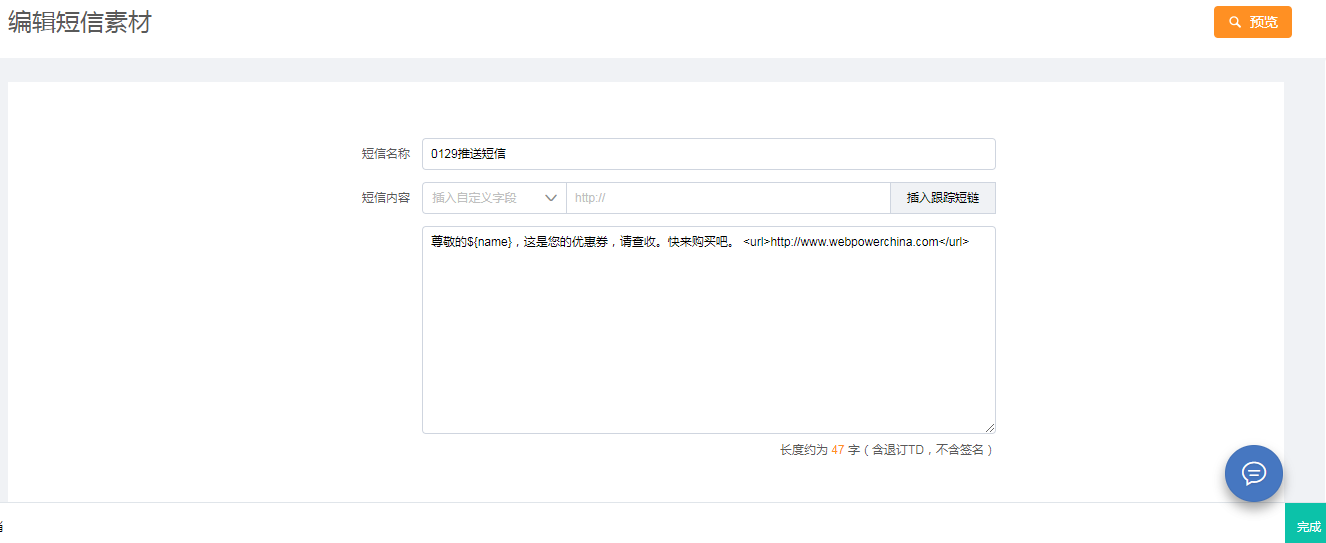 编辑短信素材
预览
短信名称 0129推送短信
短信内容 插入自定义字段 http:// 插入跟踪短链
尊敬的${name}，这是您的优惠券，请查收。快来购买吧。 <url>http://www.webpowerchina.com</url>
长度约为 47 字（含退订TD，不含签名）
完成